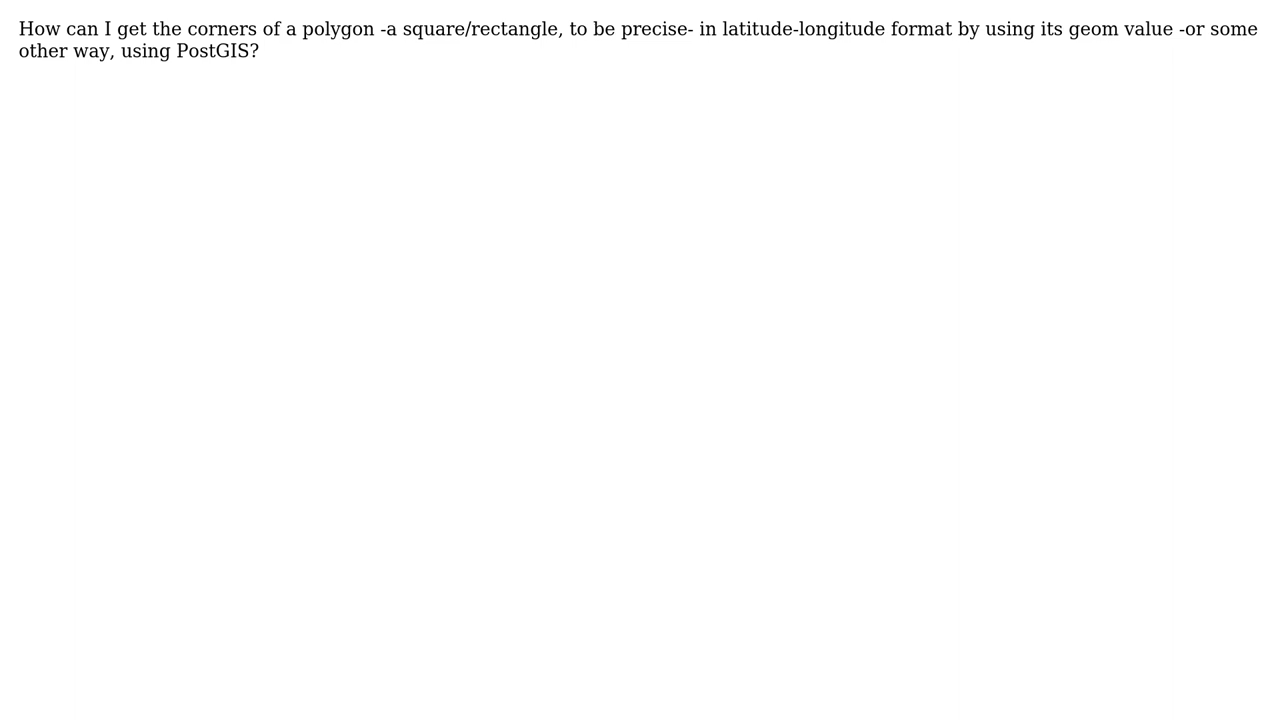 How can I get the corners of a polygon -a square/rectangle, to be precise- in latitude-longitude format by using its geom value -or some
other way, using PostGIS?